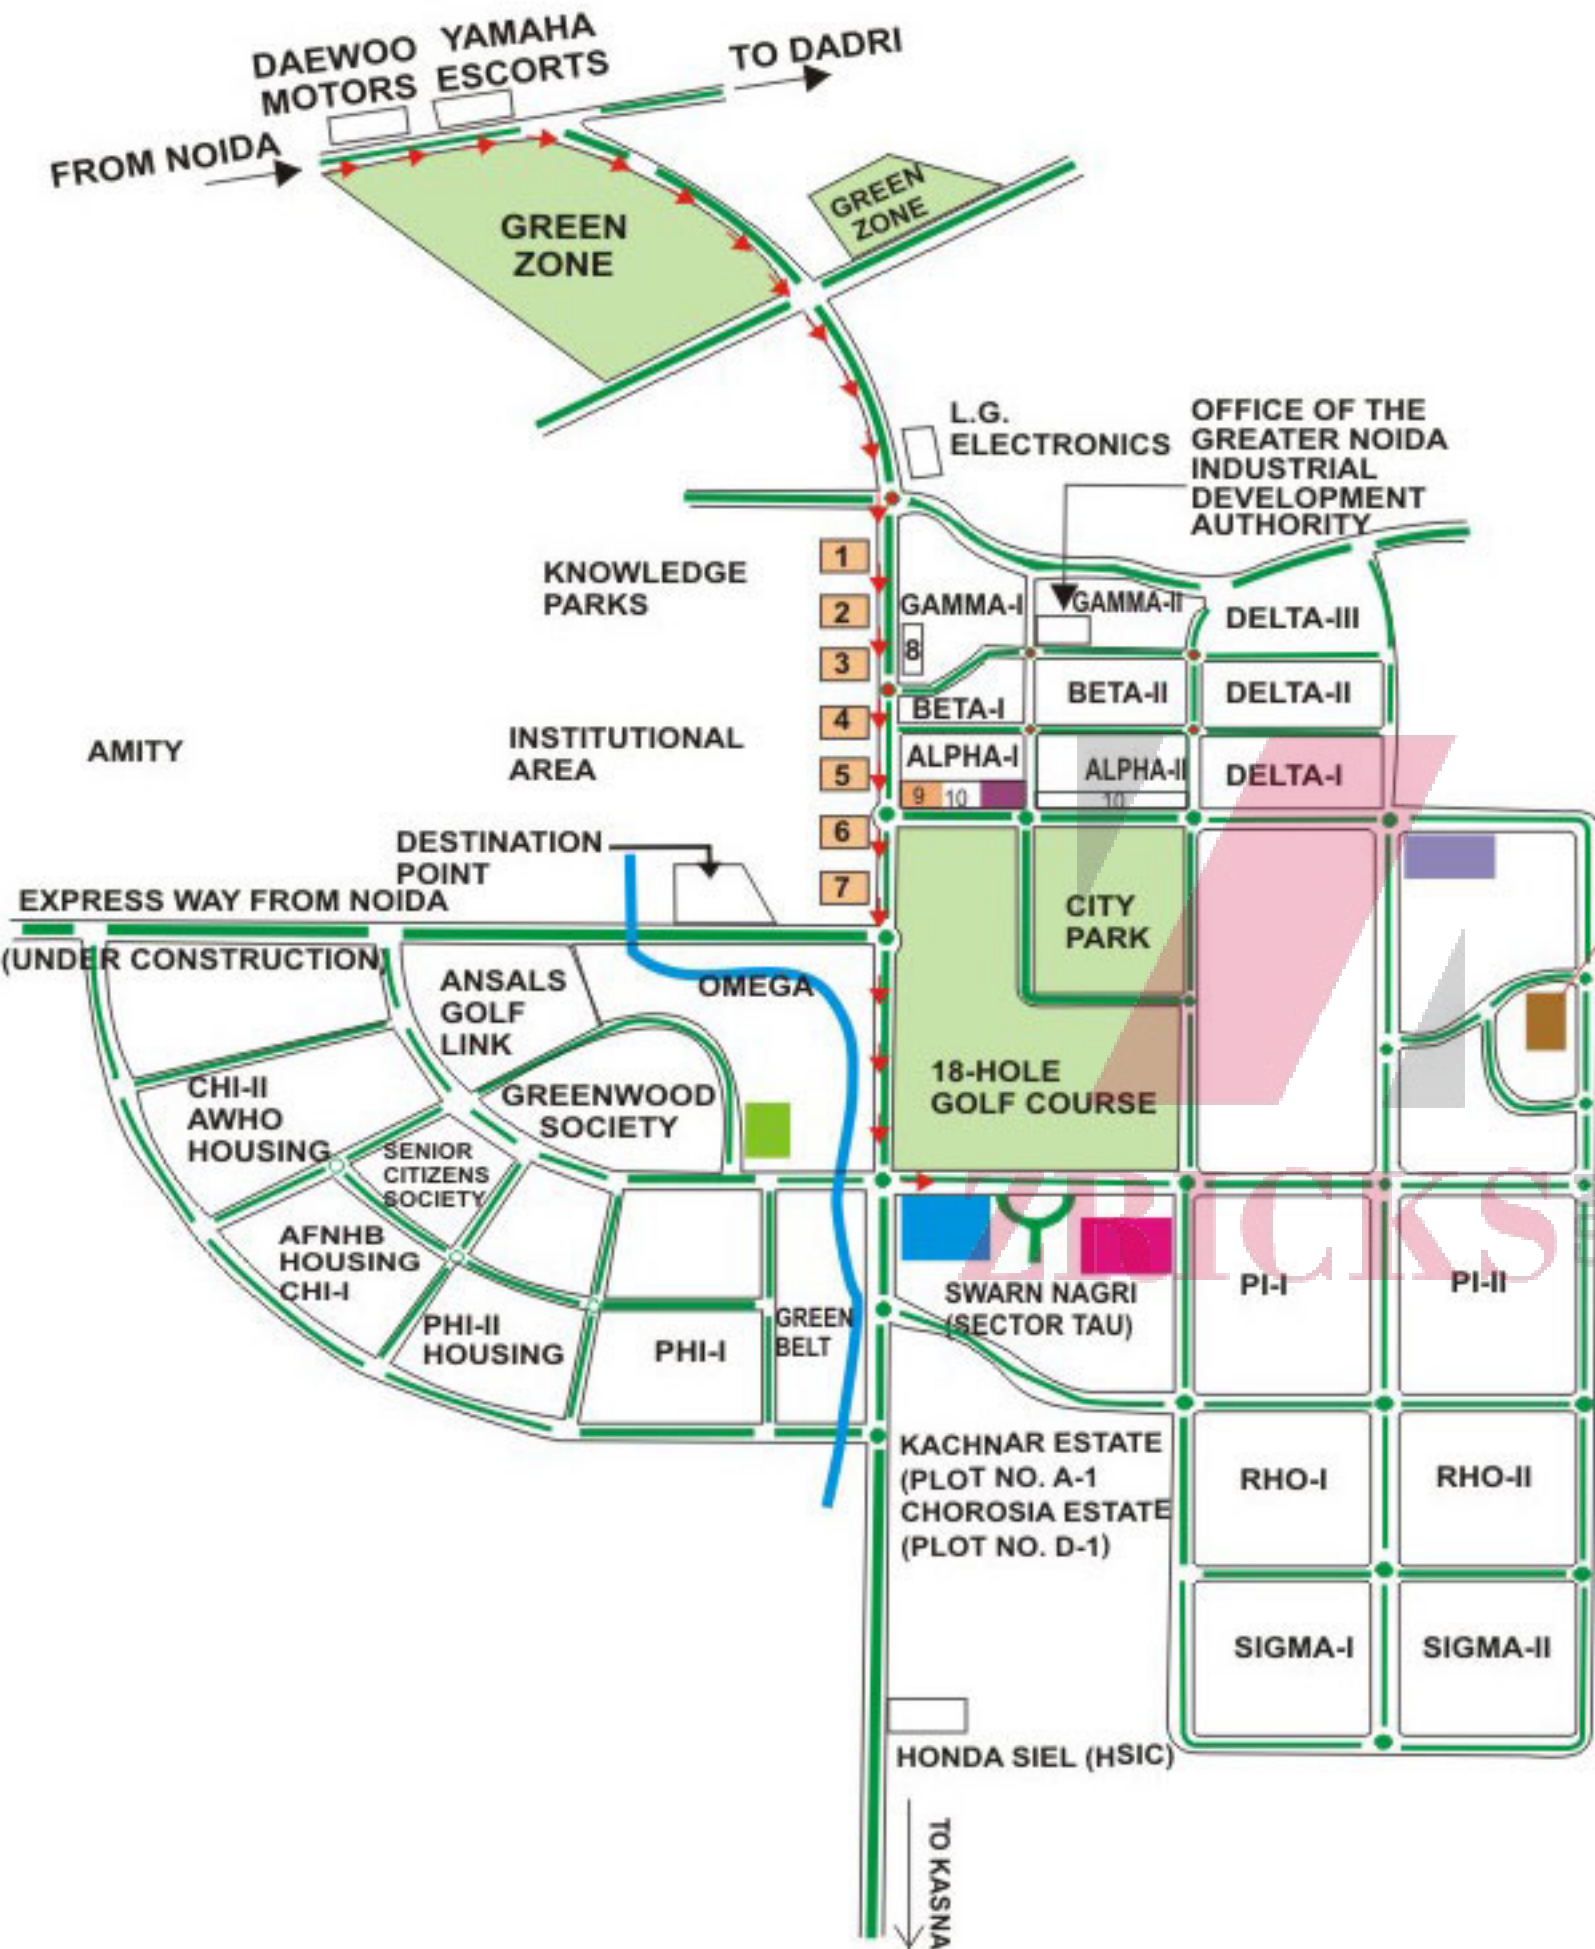 DAEWOO
MOTORS
YAMAHA
ESCORTS
TO DADRI
FROM NOIDA
GREEN
ZONE
GREEN
ZONE
L.G.
ELECTRONICS
OFFICE OF THE
GREATER NOIDA
INDUSTRIAL
DEVELOPMENT
AUTHORITY
KNOWLEDGE
PARKS
1
2
3
4
5
6
7
GAMMA-I
8
GAMMA-II
DELTA-III
BETA-I
BETA-II
DELTA-II
AMITY
INSTITUTIONAL
AREA
ALPHA-I
9
10
ALPHA-II
10
DELTA-I
DESTINATION
POINT
EXPRESS WAY FROM NOIDA
(UNDER CONSTRUCTION)
CITY
PARK
ANSALS
GOLF
LINK
OMEGA
18-HOLE
GOLF COURSE
CHI-II
AWHO
HOUSING
GREENWOOD
SOCIETY
SENIOR
CITIZENS
SOCIETY
ZRICKS
AFNHB
HOUSING
CHI-I
PHI-II
HOUSING
PHI-I
GREEN
BELT
SWARN NAGRI
(SECTOR TAU)
PI-I
PI-II
KACHNAR ESTATE
(PLOT NO. A-1
CHOROSIA ESTATE
(PLOT NO. D-1)
RHO-I
RHO-II
SIGMA-I
SIGMA-II
HONDA SIEL (HSIC)
TO KASNA